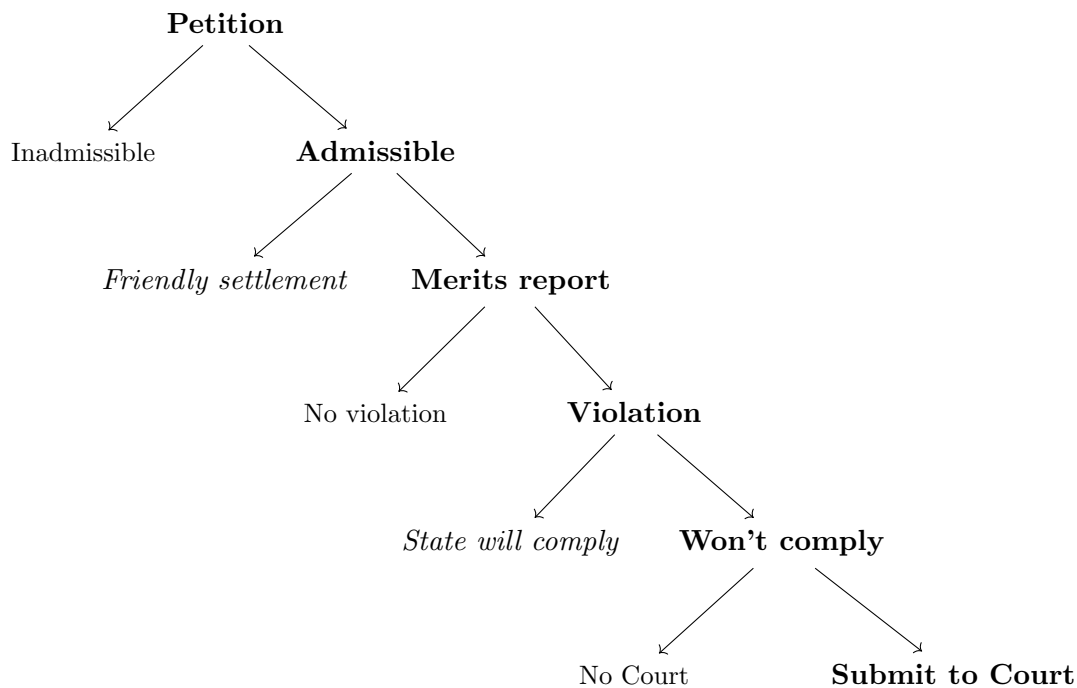 Petition
Inadmissible
Admissible
Friendly settlement
Merits report
No violation
Violation
State will comply
Won't comply
No Court
Submit to Court